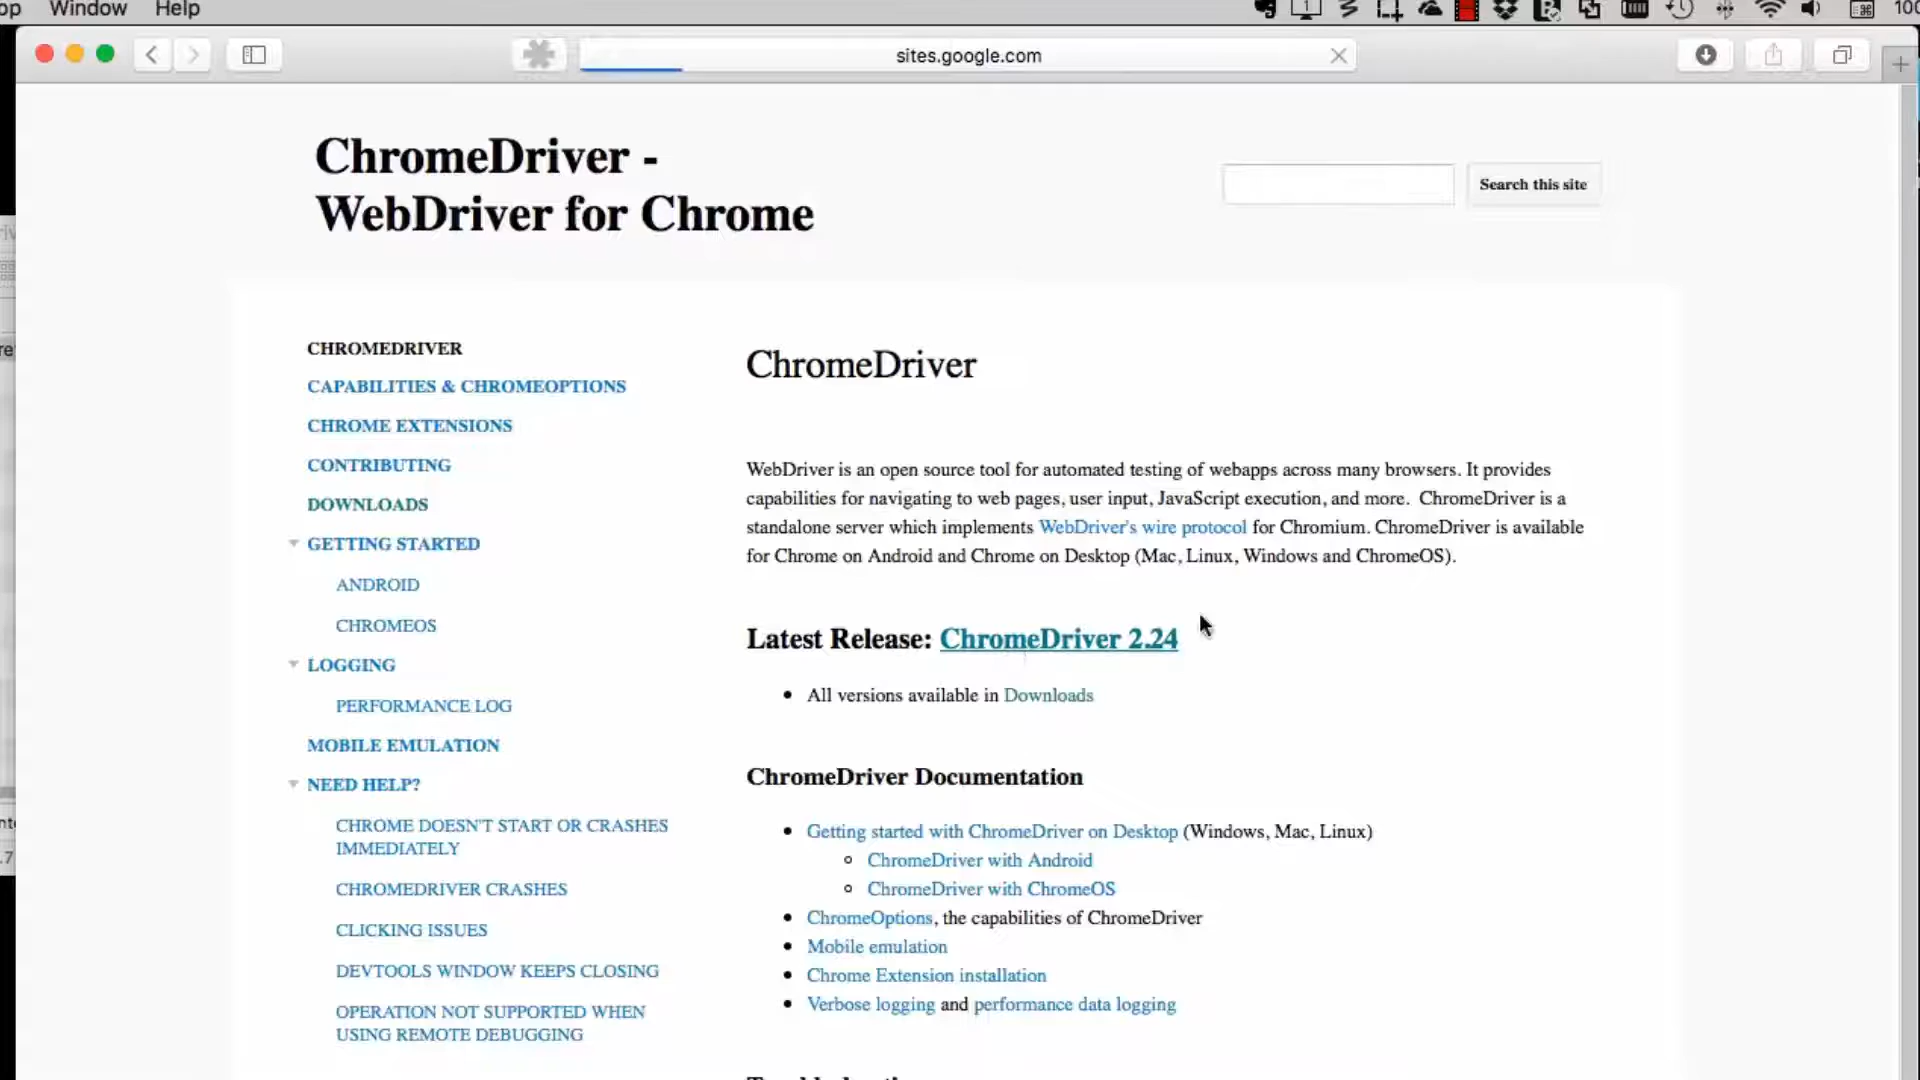 op Window Help
100
sites.google.com
ChromeDriver -
WebDriver for Chrome
Search this site
CHROMEDRIVER
CAPABILITIES & CHROMEOPTIONS
CHROME EXTENSIONS
CONTRIBUTING
DOWNLOADS
GETTING STARTED
ANDROID
CHROMEOS
LOGGING
PERFORMANCE LOG
MOBILE EMULATION
NEED HELP?
CHROME DOESN'T START OR CRASHES
IMMEDIATELY
CHROMEDRIVER CRASHES
CLICKING ISSUES
DEVTOOLS WINDOW KEEPS CLOSING
OPERATION NOT SUPPORTED WHEN
USING REMOTE DEBUGGING
ChromeDriver
WebDriver is an open source tool for automated testing of webapps across many browsers. It provides
capabilities for navigating to web pages, user input, JavaScript execution, and more. ChromeDriver is a
standalone server which implements WebDriver's wire protocol for Chromium. ChromeDriver is available
for Chrome on Android and Chrome on Desktop (Mac, Linux, Windows and ChromeOS).
Latest Release: ChromeDriver 2.24
All versions available in Downloads
ChromeDriver Documentation
Getting started with ChromeDriver on Desktop (Windows, Mac, Linux)
ChromeDriver with Android
ChromeDriver with ChromeOS
ChromeOptions, the capabilities of ChromeDriver
Mobile emulation
Chrome Extension installation
Verbose logging and performance data logging